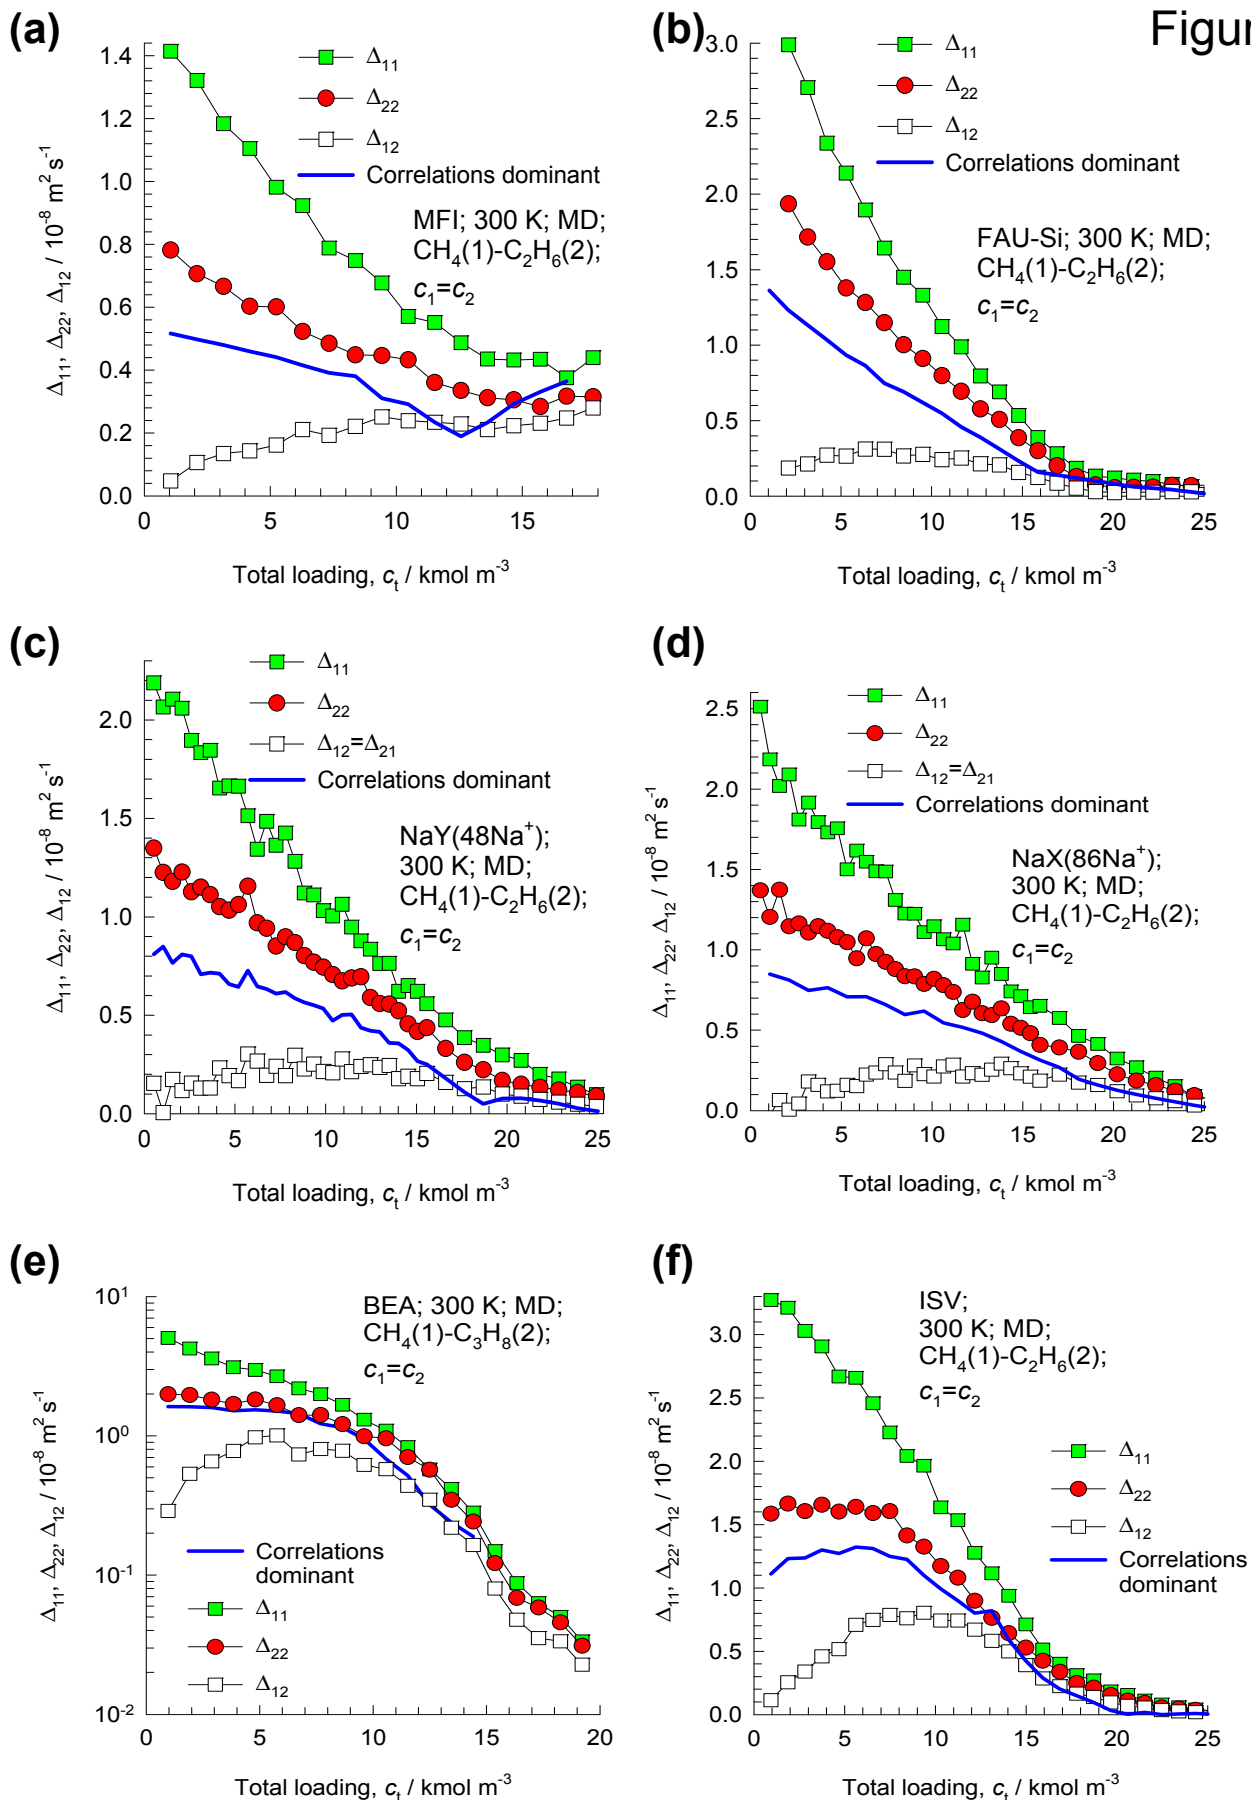 Figur
(a)
1.4
1.2
1.0
0.8
0.6
0.4
0.2
0.0
0
5
10
15
Δ11, Δ22, Δ12 / 10-8 m2 s-1
Total loading, ct / kmol m-3
Δ11
Δ22
Δ12
Correlations dominant
MFI; 300 K; MD;
CH4(1)-C2H6(2);
c1=c2
(b)
3.0
2.5
2.0
1.5
1.0
0.5
0.0
0
5
10
15
20
25
Δ11, Δ22, Δ12 / 10-8 m2 s-1
Total loading, ct / kmol m-3
Δ11
Δ22
Δ12
Correlations dominant
FAU-Si; 300 K; MD;
CH4(1)-C2H6(2);
c1=c2
(c)
2.0
1.5
1.0
0.5
0.0
0
5
10
15
20
25
Δ11, Δ22, Δ12 / 10-8 m2 s-1
Total loading, ct / kmol m-3
Δ11
Δ22
Δ12=Δ21
Correlations dominant
NaY(48Na+);
300 K; MD;
CH4(1)-C2H6(2);
c1=c2
(d)
2.5
2.0
1.5
1.0
0.5
0.0
0
5
10
15
20
25
Δ11, Δ22, Δ12 / 10-8 m2 s-1
Total loading, ct / kmol m-3
Δ11
Δ22
Δ12=Δ21
Correlations dominant
NaX(86Na+);
300 K; MD;
CH4(1)-C2H6(2);
c1=c2
(e)
101
100
10-1
10-2
0
5
10
15
20
Δ11, Δ22, Δ12 / 10-8 m2 s-1
Total loading, ct / kmol m-3
BEA; 300 K; MD;
CH4(1)-C3H8(2);
c1=c2
Correlations
dominant
Δ11
Δ22
Δ12
(f)
3.0
2.5
2.0
1.5
1.0
0.5
0.0
0
5
10
15
20
25
Δ11, Δ22, Δ12 / 10-8 m2 s-1
Total loading, ct / kmol m-3
ISV;
300 K; MD;
CH4(1)-C2H6(2);
c1=c2
Δ11
Δ22
Δ12
Correlations
dominant